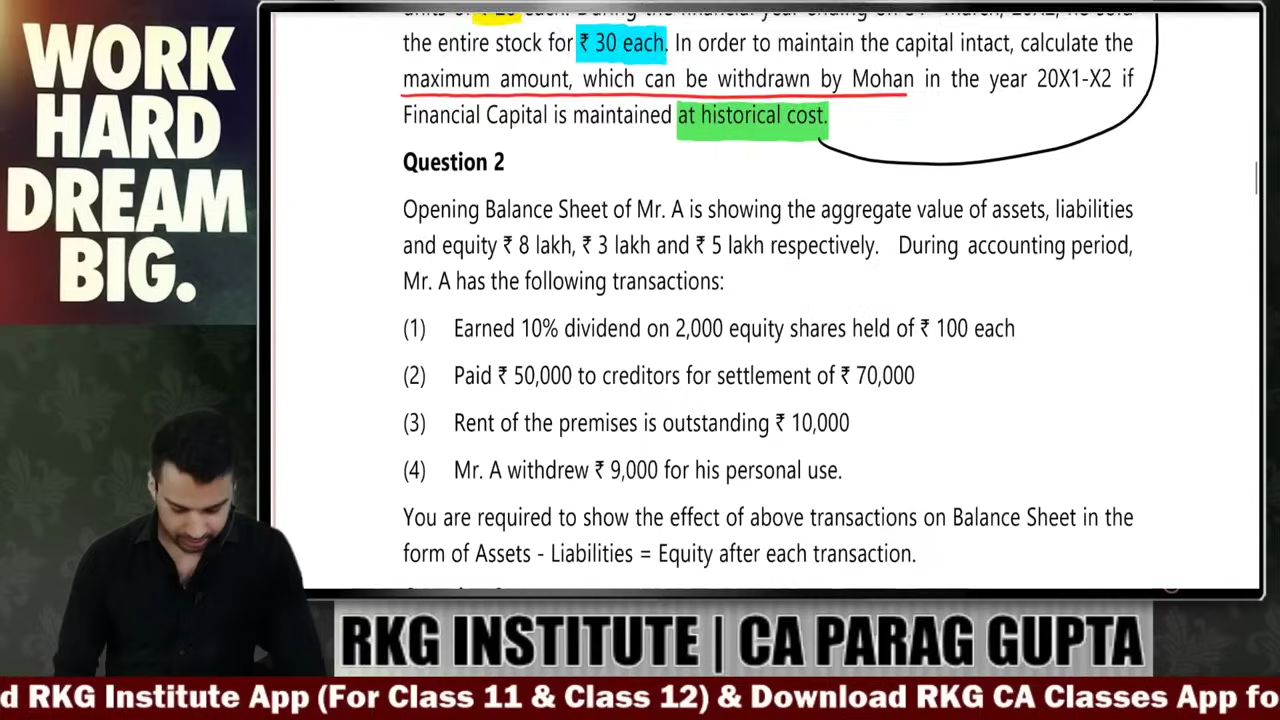 WORK
HARD
DREAM
BIG.
the entire stock for ₹ 30 each. In order to maintain the capital intact, calculate the
maximum amount, which can be withdrawn by Mohan in the year 20X1-X2 if
Financial Capital is maintained at historical cost.
Question 2
Opening Balance Sheet of Mr. A is showing the aggregate value of assets, liabilities
and equity ₹ 8 lakh, ₹ 3 lakh and ₹ 5 lakh respectively. During accounting period,
Mr. A has the following transactions:
(1) Earned 10% dividend on 2,000 equity shares held of ₹ 100 each
(2) Paid ₹ 50,000 to creditors for settlement of ₹ 70,000
(3) Rent of the premises is outstanding ₹ 10,000
(4) Mr. A withdrew ₹ 9,000 for his personal use.
You are required to show the effect of above transactions on Balance Sheet in the
form of Assets - Liabilities = Equity after each transaction.
RKG INSTITUTE | CA PARAG GUPTA
d RKG Institute App (For Class 11 & Class 12) & Download RKG CA Classes App fo